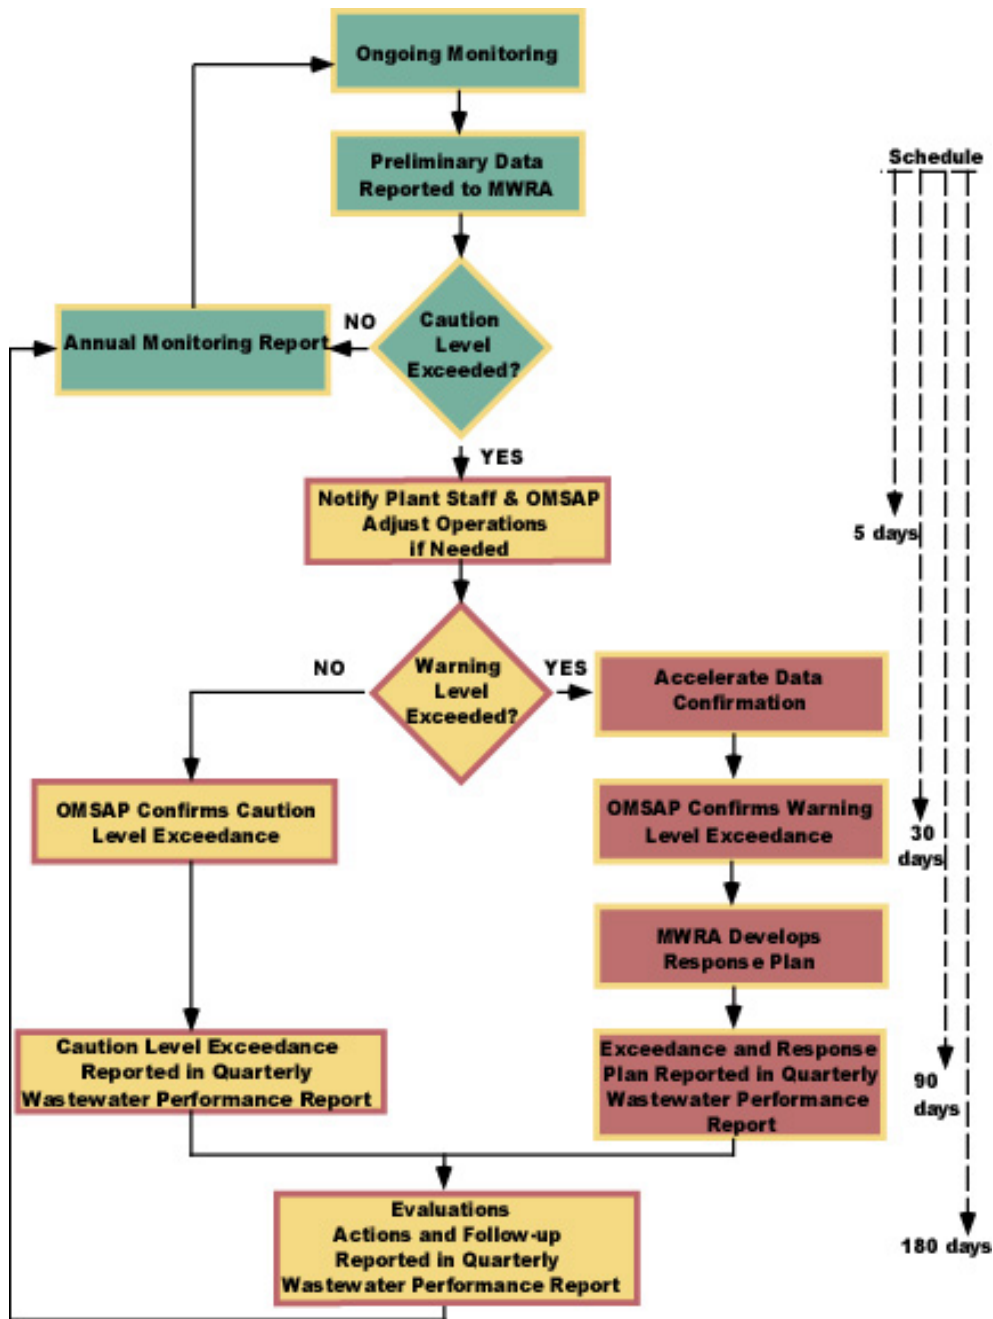 Ongoing Monitoring
Preliminary Data
Reported to MWRA
Schedule
Caution
Level
Exceeded?
NO
Annual Monitoring Report
YES
Notify Plant Staff & OMSAP
Adjust Operations
if Needed
5 days
Warning
Level
Exceeded?
NO
YES
Accelerate Data
Confirmation
OMSAP Confirms Caution
Level Exceedance
OMSAP Confirms Warning
Level Exceedance
30
days
MWRA Develops
Response Plan
Caution Level Exceedance
Reported in Quarterly
Wastewater Performance Report
Exceedance and Response
Plan Reported in Quarterly
Wastewater Performance
Report
90
days
Evaluations
Actions and Follow-up
Reported in Quarterly
Wastewater Performance Report
180 days